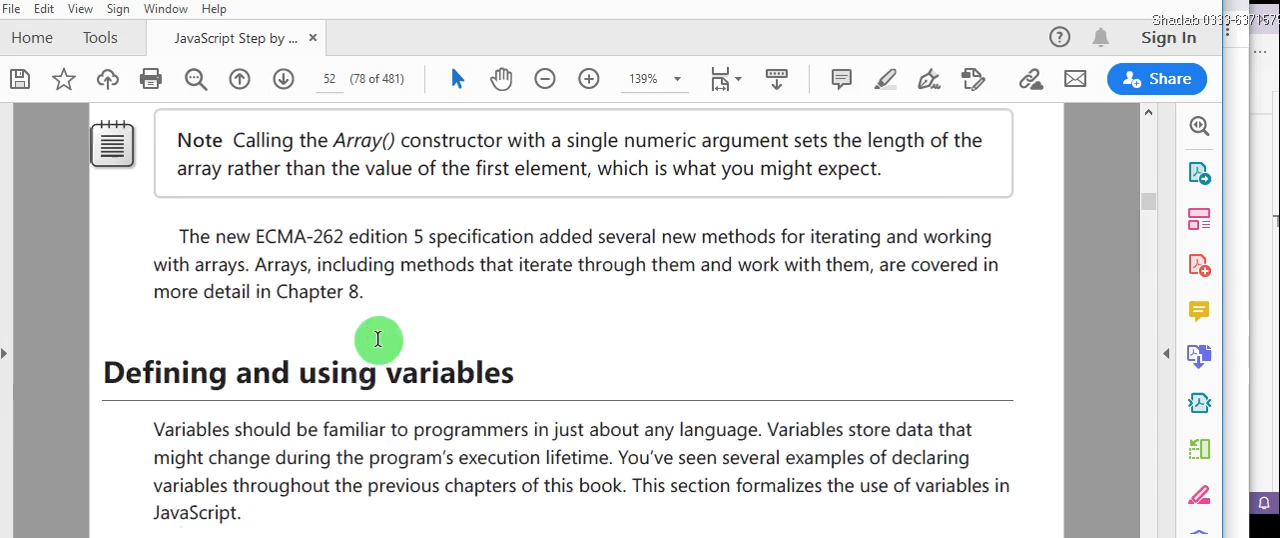 File Edit View Sign Window Help
Shadab 0333-6371575
Home Tools JavaScript Step by ... × Sign In
52 (78 of 481) 139% Share
Note Calling the Array() constructor with a single numeric argument sets the length of the
array rather than the value of the first element, which is what you might expect.
The new ECMA-262 edition 5 specification added several new methods for iterating and working
with arrays. Arrays, including methods that iterate through them and work with them, are covered in
more detail in Chapter 8.
Defining and using variables
Variables should be familiar to programmers in just about any language. Variables store data that
might change during the program's execution lifetime. You've seen several examples of declaring
variables throughout the previous chapters of this book. This section formalizes the use of variables in
JavaScript.